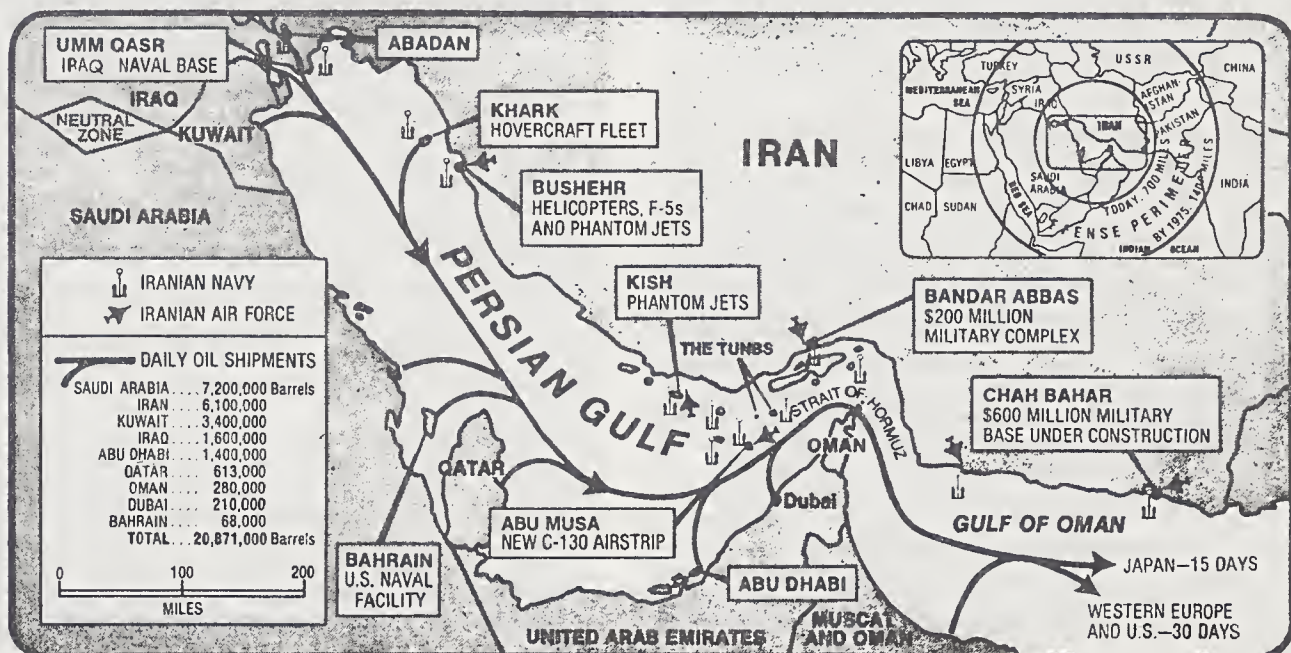 UMM QASR
IRAQ NAVAL BASE
ABADAN
IRAQ
NEUTRAL
ZONE
KUWAIT
SAUDI ARABIA
KHARK
HOVERCRAFT FLEET
BUSHEHR
HELICOPTERS, F-5s
AND PHANTOM JETS
IRAN
PERSIAN GULF
KISH
PHANTOM JETS
THE TUNBS
BANDAR ABBAS
$200 MILLION
MILITARY COMPLEX
STRAIT OF HORMUZ
OMAN
CHAH BAHAR
$600 MILLION MILITARY
BASE UNDER CONSTRUCTION
GULF OF OMAN
QATAR
Dubai
ABU MUSA
NEW C-130 AIRSTRIP
BAHRAIN
U.S. NAVAL
FACILITY
ABU DHABI
UNITED ARAB EMIRATES
MUSCAT
AND OMAN
JAPAN—15 DAYS
WESTERN EUROPE
AND U.S.—30 DAYS
IRANIAN NAVY
IRANIAN AIR FORCE
DAILY OIL SHIPMENTS
SAUDI ARABIA ... 7,200,000 Barrels
IRAN .... 6,100,000
KUWAIT .... 3,400,000
IRAQ .... 1,600,000
ABU DHABI .... 1,400,000
QATAR .... 613,000
OMAN .... 280,000
DUBAI .... 210,000
BAHRAIN .... 68,000
TOTAL ... 20,871,000 Barrels
0 100 200
MILES
TURKEY
USSR
CHINA
MEDITERRANEAN
SEA
SYRIA
IRAQ
AFGHAN-
ISTAN
IRAN
PAKISTAN
LIBYA
EGYPT
SAUDI
ARABIA
RED SEA
INDIA
CHAD
SUDAN
TODAY, 700 MILES
DEFENSE PERIMETER
BY 1975, 1400 MILES
INDIAN OCEAN